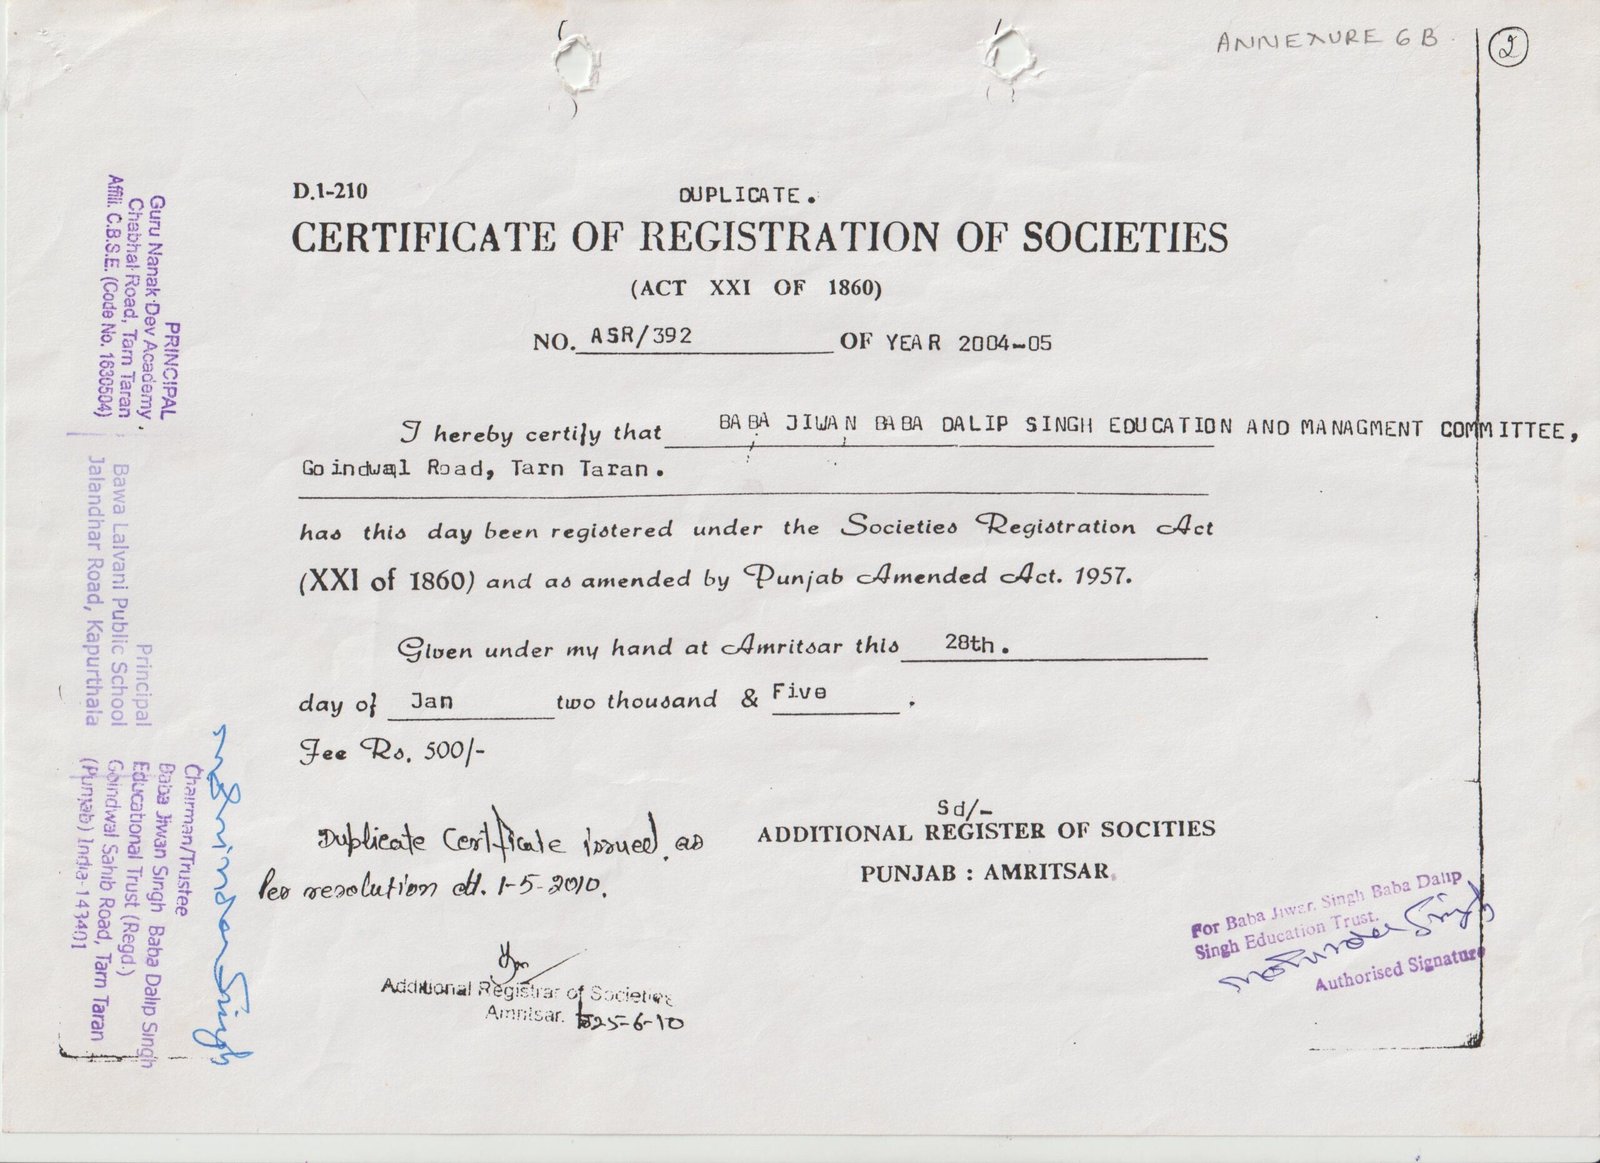 ANNEXURE 6B
2
D.1-210
DUPLICATE.
CERTIFICATE OF REGISTRATION OF SOCIETIES
(ACT XXI OF 1860)
NO. ASR/392 OF YEAR 2004-05
I hereby certify that BABA JIWAN BABA DALIP SINGH EDUCATION AND MANAGMENT COMMITTEE,
Goindwal Road, Tarn Taran.
has this day been registered under the Societies Registration Act
(XXI of 1860) and as amended by Punjab Amended Act. 1957.
Given under my hand at Amritsar this 28th.
day of Jan two thousand & Five .
Fee Rs. 500/-
Sd/-
ADDITIONAL REGISTER OF SOCITIES
PUNJAB : AMRITSAR
Duplicate Certificate issued as
per resolution dt. 1-5-2010.
Additional Registrar of Societies
Amritsar. 25-6-10
For Baba Jiwan Singh Baba Dalip
Singh Education Trust.
Authorised Signature
PRINCIPAL
Guru Nanak Dev Academy
Chabhal Road, Tarn Taran
Affili. C.B.S.E. (Code No. 1630504)
Principal
Bawa Lalvani Public School
Jalandhar Road, Kapurthala
Chairman/Trustee
Baba Jiwan Singh Baba Dalip Singh
Educational Trust (Regd.)
Goindwal Sahib Road, Tarn Taran
(Punjab) India-143401